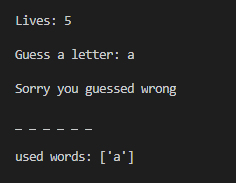 Lives: 5
Guess a letter: a
Sorry you guessed wrong
_ _ _ _ _ _
used words: ['a']